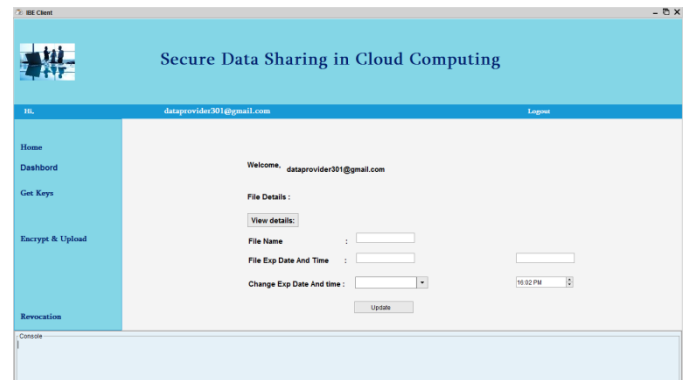 IBE Client
Secure Data Sharing in Cloud Computing
Hi, dataprovider301@gmail.com Logout
Home
Dashbord
Get Keys
Encrypt & Upload
Revocation
Welcome, dataprovider301@gmail.com
File Details :
View details:
File Name :
File Exp Date And Time :
Change Exp Date And time : 16:02 PM
Update
Console